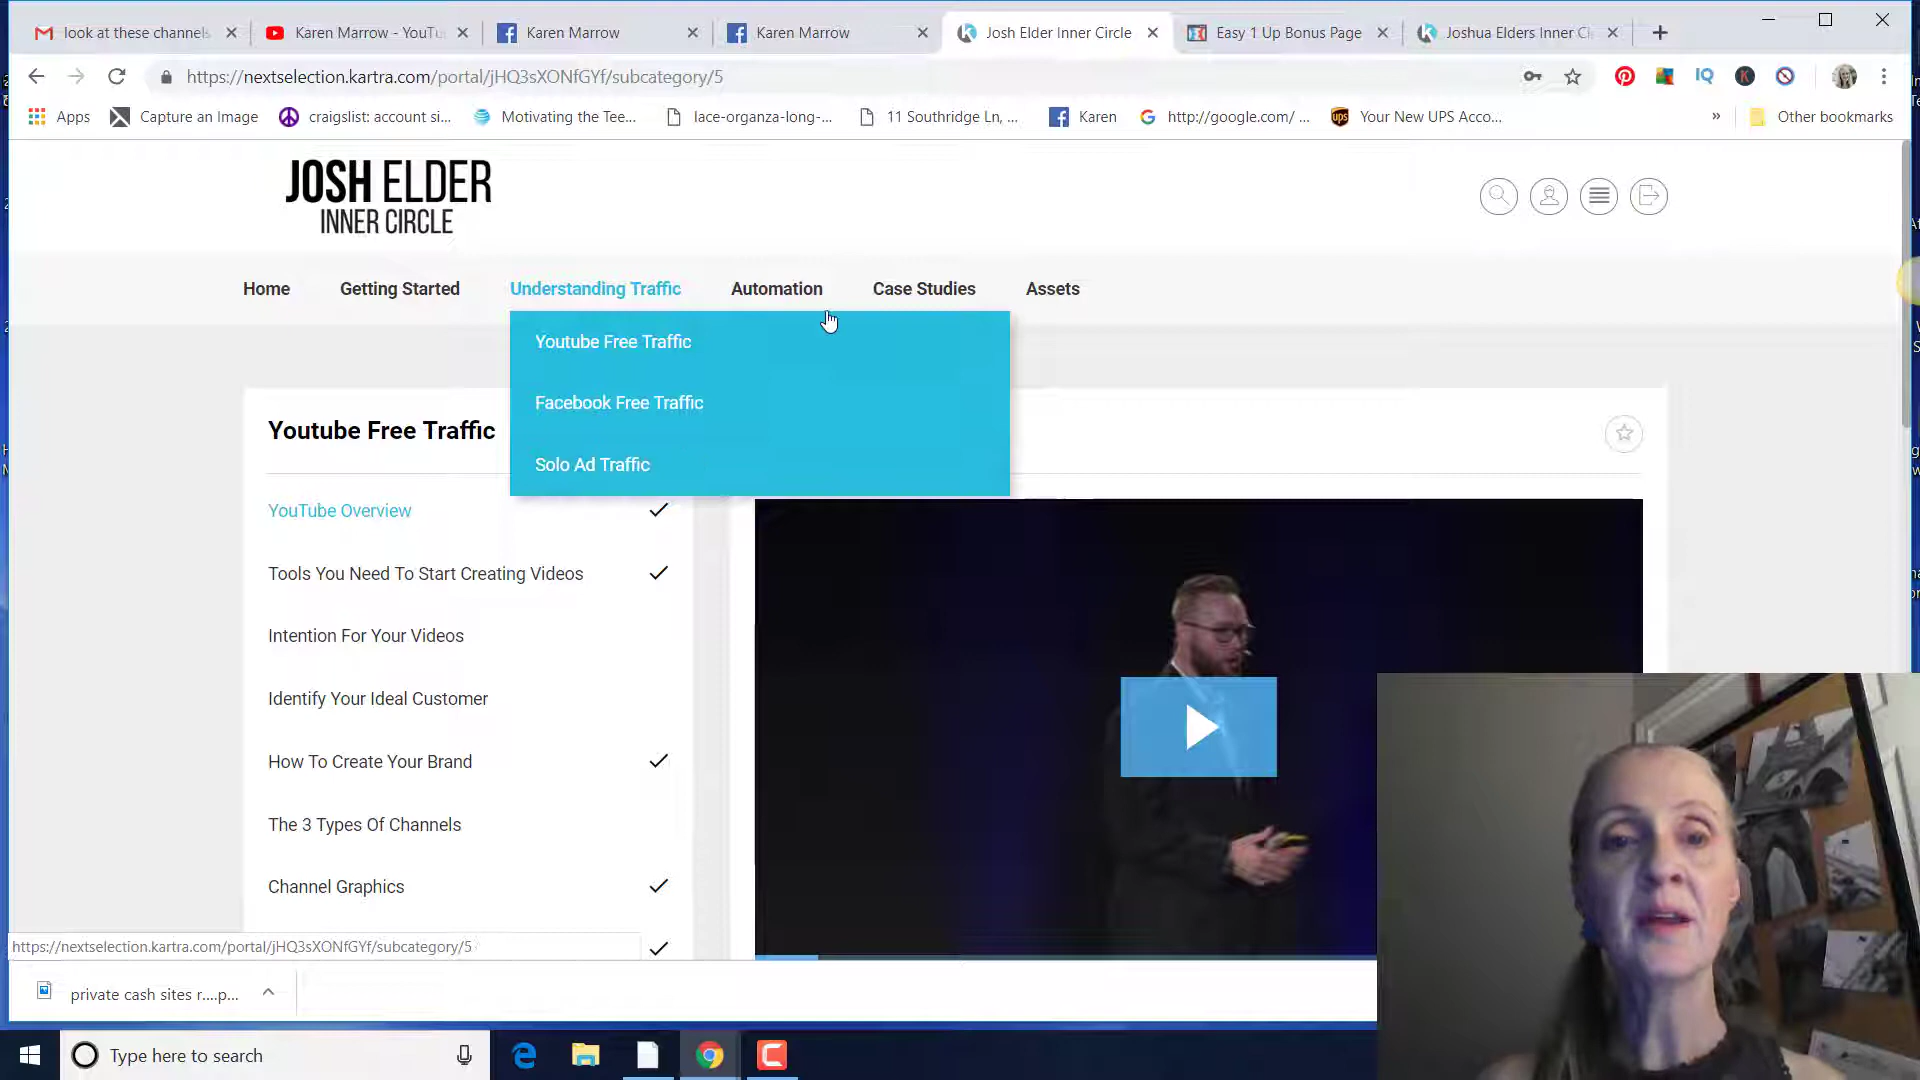 look at these channels
Karen Marrow - YouTu
Karen Marrow
Karen Marrow
Josh Elder Inner Circle
Easy 1 Up Bonus Page
Joshua Elders Inner Ci
https://nextselection.kartra.com/portal/jHQ3sXONfGYf/subcategory/5
Apps
Capture an Image
craigslist: account si...
Motivating the Tee...
lace-organza-long-...
11 Southridge Ln, ...
Karen
http://google.com/ ...
Your New UPS Acco...
»
Other bookmarks
JOSH ELDER
INNER CIRCLE
Home
Getting Started
Understanding Traffic
Automation
Case Studies
Assets
Youtube Free Traffic
Facebook Free Traffic
Solo Ad Traffic
Youtube Free Traffic
YouTube Overview
Tools You Need To Start Creating Videos
Intention For Your Videos
Identify Your Ideal Customer
How To Create Your Brand
The 3 Types Of Channels
Channel Graphics
https://nextselection.kartra.com/portal/jHQ3sXONfGYf/subcategory/5
private cash sites r....p...
Type here to search